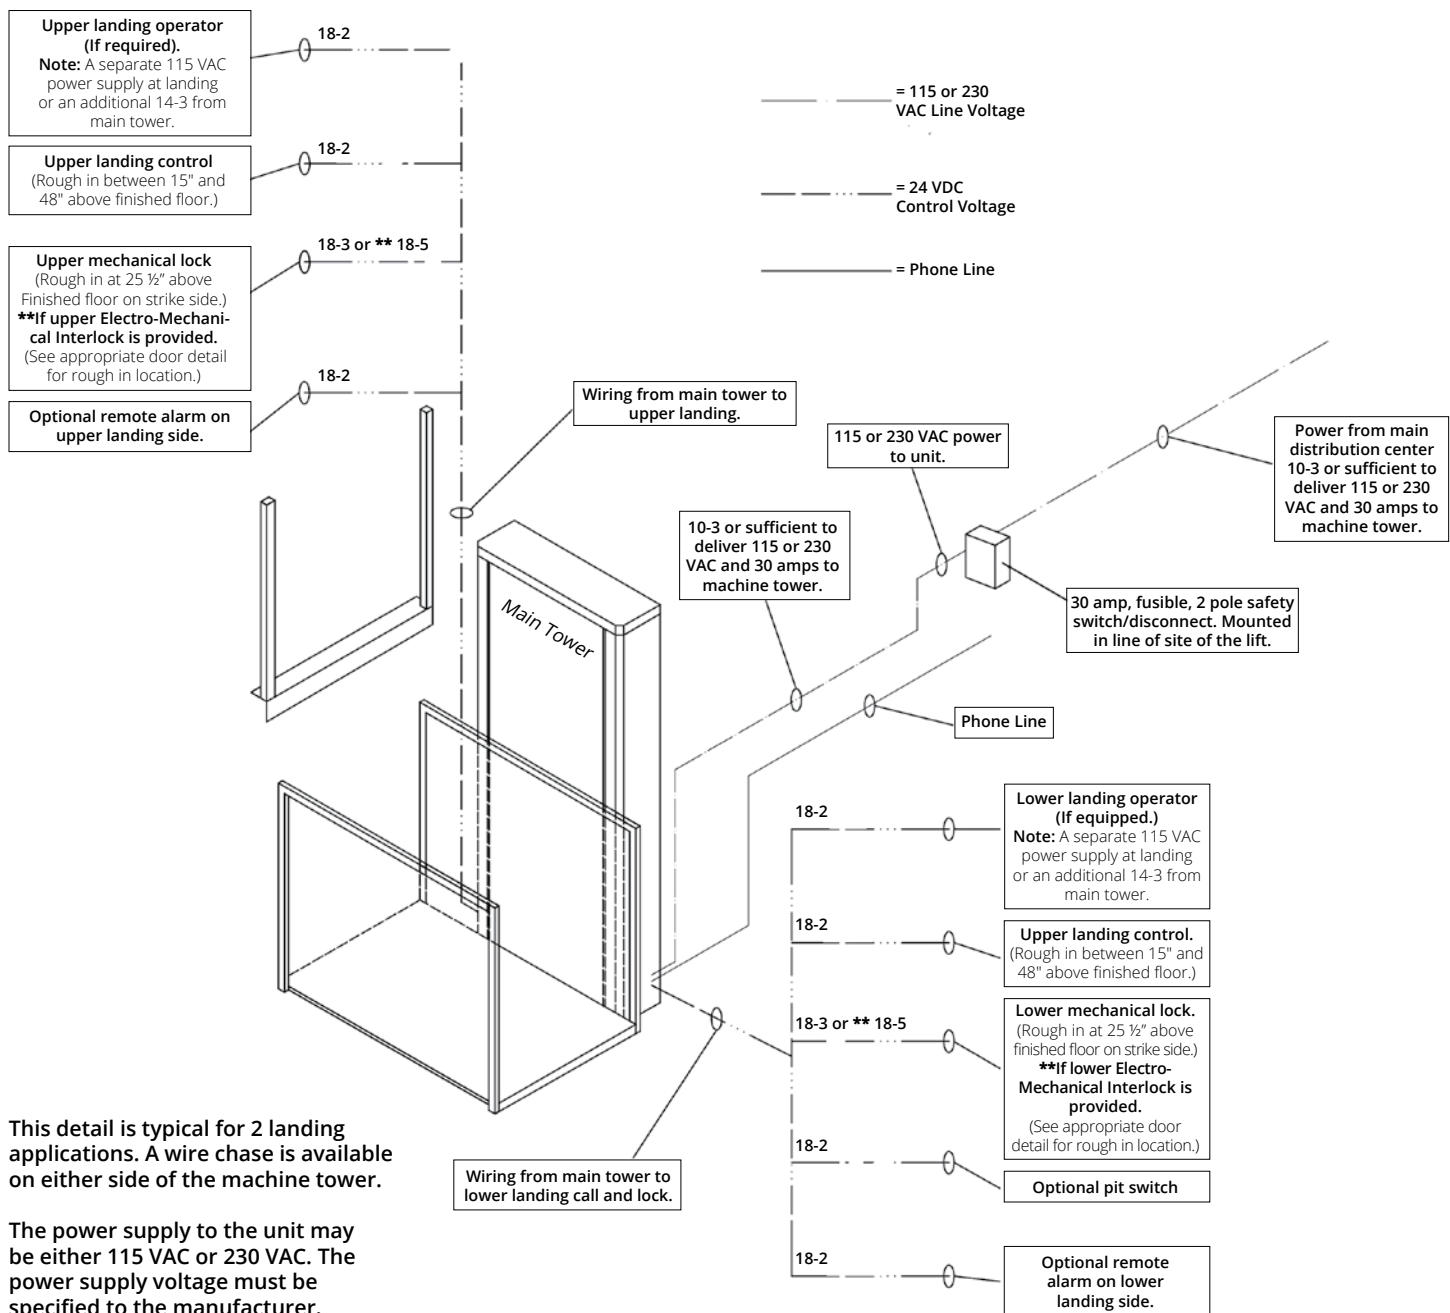 Upper landing operator
(If required).
Note: A separate 115 VAC
power supply at landing
or an additional 14-3 from
main tower.
18-2
Upper landing control
(Rough in between 15" and
48" above finished floor.)
18-2
Upper mechanical lock
(Rough in at 25 ½” above
Finished floor on strike side.)
**If upper Electro-Mechani-
cal Interlock is provided.
(See appropriate door detail
for rough in location.)
18-3 or ** 18-5
Optional remote alarm on
upper landing side.
18-2
= 115 or 230
VAC Line Voltage
= 24 VDC
Control Voltage
= Phone Line
Wiring from main tower to
upper landing.
115 or 230 VAC power
to unit.
Power from main
distribution center
10-3 or sufficient to
deliver 115 or 230
VAC and 30 amps to
machine tower.
10-3 or sufficient to
deliver 115 or 230
VAC and 30 amps to
machine tower.
30 amp, fusible, 2 pole safety
switch/disconnect. Mounted
in line of site of the lift.
Main Tower
Phone Line
18-2
Lower landing operator
(If equipped.)
Note: A separate 115 VAC
power supply at landing
or an additional 14-3 from
main tower.
18-2
Upper landing control.
(Rough in between 15" and
48" above finished floor.)
18-3 or ** 18-5
Lower mechanical lock.
(Rough in at 25 ½” above
finished floor on strike side.)
**If lower Electro-
Mechanical Interlock is
provided.
(See appropriate door
detail for rough in location.)
18-2
Optional pit switch
18-2
Optional remote
alarm on lower
landing side.
Wiring from main tower to
lower landing call and lock.
This detail is typical for 2 landing
applications. A wire chase is available
on either side of the machine tower.
The power supply to the unit may
be either 115 VAC or 230 VAC. The
power supply voltage must be
specified to the manufacturer.